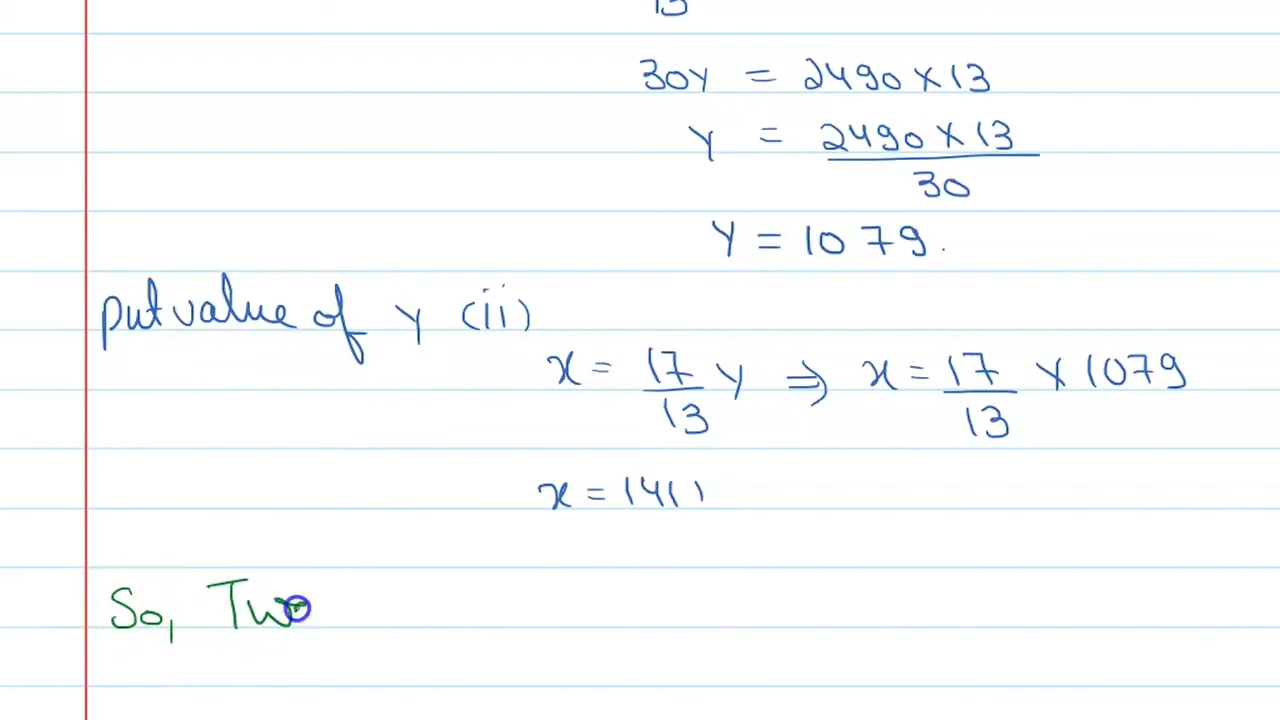 13
30Y = 2490 × 13
Y = 2490 × 13
30
Y = 1079.
put value of Y (ii)
x = 17/13 Y ⇒ x = 17/13 × 1079
x = 1411
So, Two